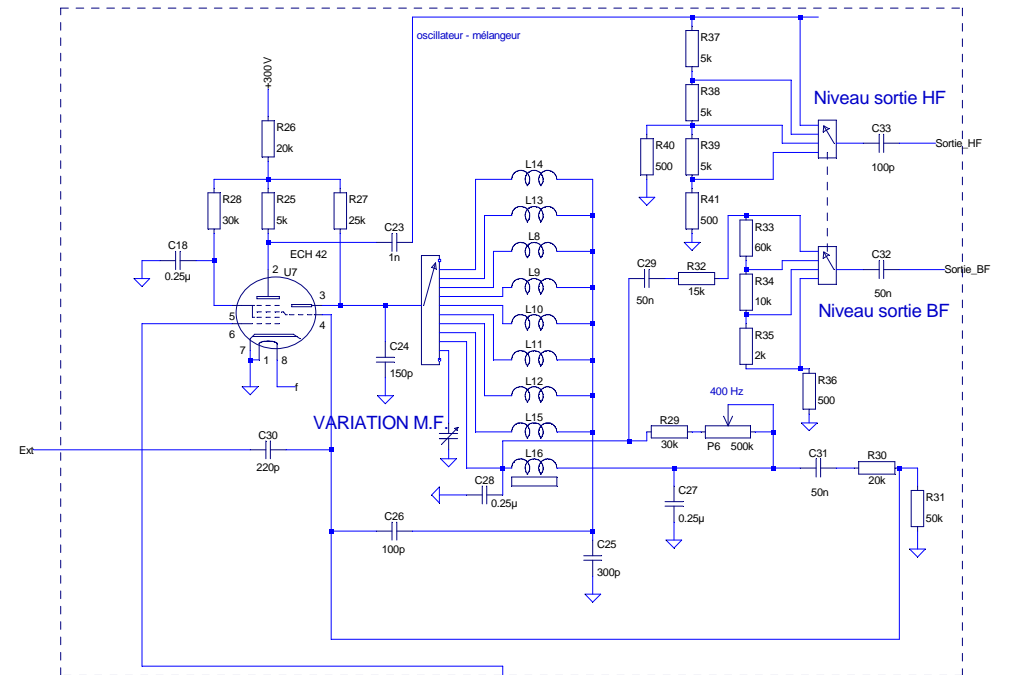 oscillateur - mélangeur
+300V
R37
5k
R38
5k
Niveau sortie HF
R26
20k
C33
100p
Sortie_HF
R40
500
R39
5k
L14
R28
30k
R25
5k
R27
25k
R41
500
L13
C23
1n
R33
60k
C18
0.25µ
ECH 42
L8
C29
50n
R32
15k
C32
50n
Sortie_BF
2
U7
L9
R34
10k
3
5
4
6
L10
Niveau sortie BF
R35
2k
7
1
8
f
C24
150p
L11
L12
R36
500
400 Hz
VARIATION M.F.
L15
R29
30k
P6
500k
C30
220p
Ext
L16
C31
50n
R30
20k
C28
0.25µ
C27
0.25µ
R31
50k
C26
100p
C25
300p